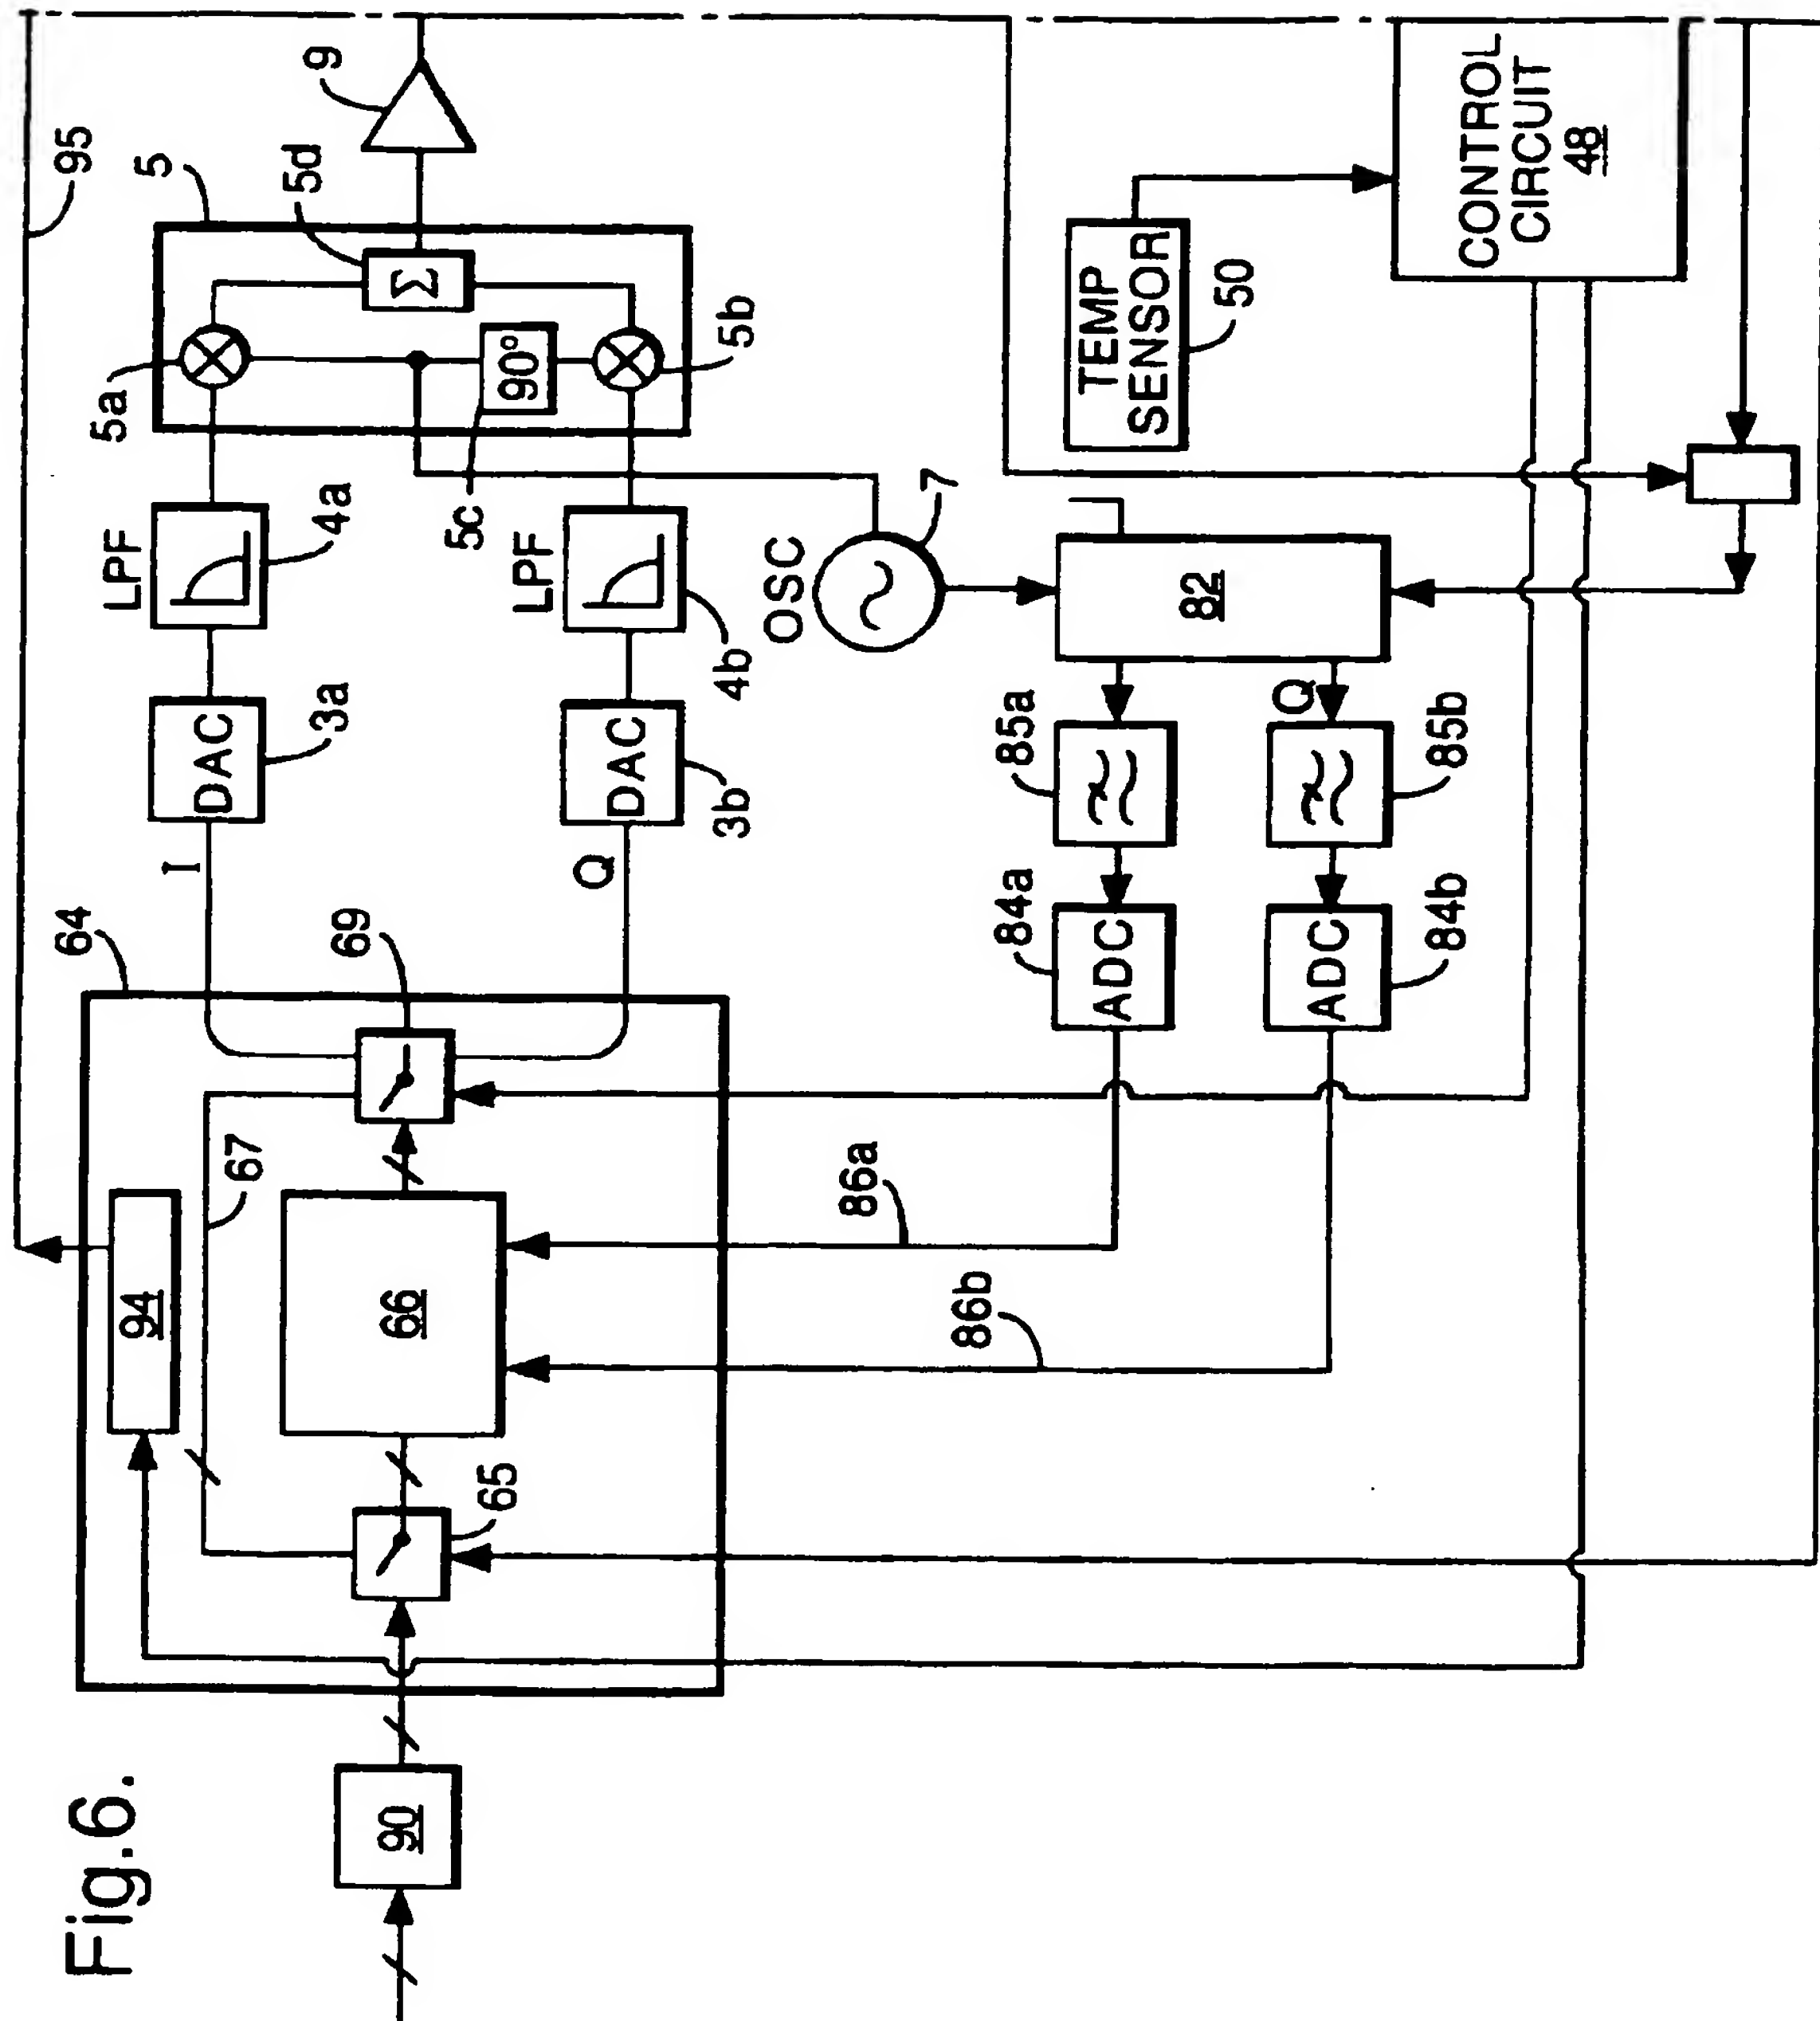 Fig.6.
90
64
94
95
67
65
66
69
I
Q
DAC
3a
DAC
3b
LPF
4a
LPF
4b
5
5a
5b
5c
5d
90°
Σ
9
OSC
7
86a
86b
84a
ADC
ADC
84b
85a
Q
85b
82
TEMP
SENSOR
50
CONTROL
CIRCUIT
48